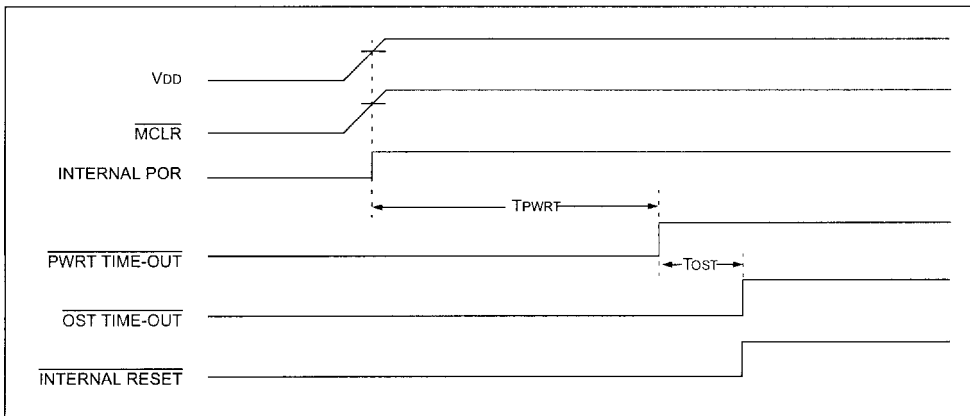 VDD
MCLR
INTERNAL POR
TPWRT
PWRT TIME-OUT
TOST
OST TIME-OUT
INTERNAL RESET